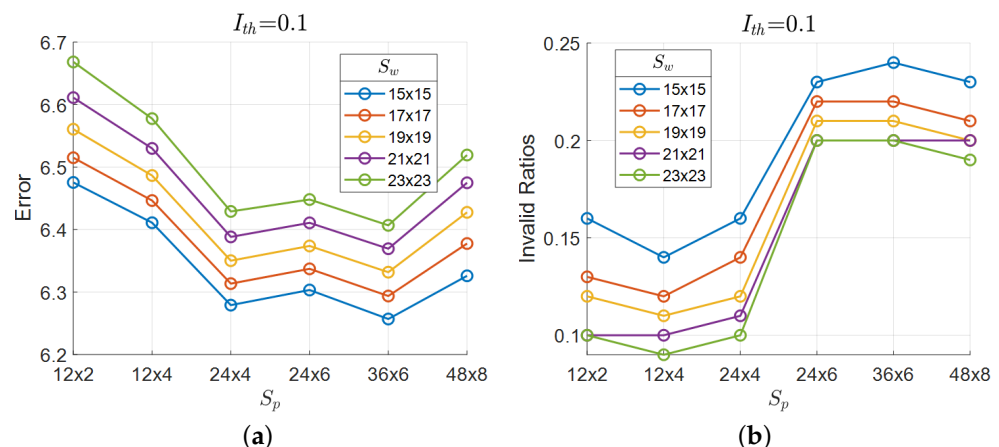 I_th=0.1
6.7
6.6
6.5
6.4
6.3
6.2
Error
S_w
15x15
17x17
19x19
21x21
23x23
12x2 12x4 24x4 24x6 36x6 48x8
S_p
(a)
I_th=0.1
0.25
0.2
0.15
0.1
Invalid Ratios
S_w
15x15
17x17
19x19
21x21
23x23
12x2 12x4 24x4 24x6 36x6 48x8
S_p
(b)